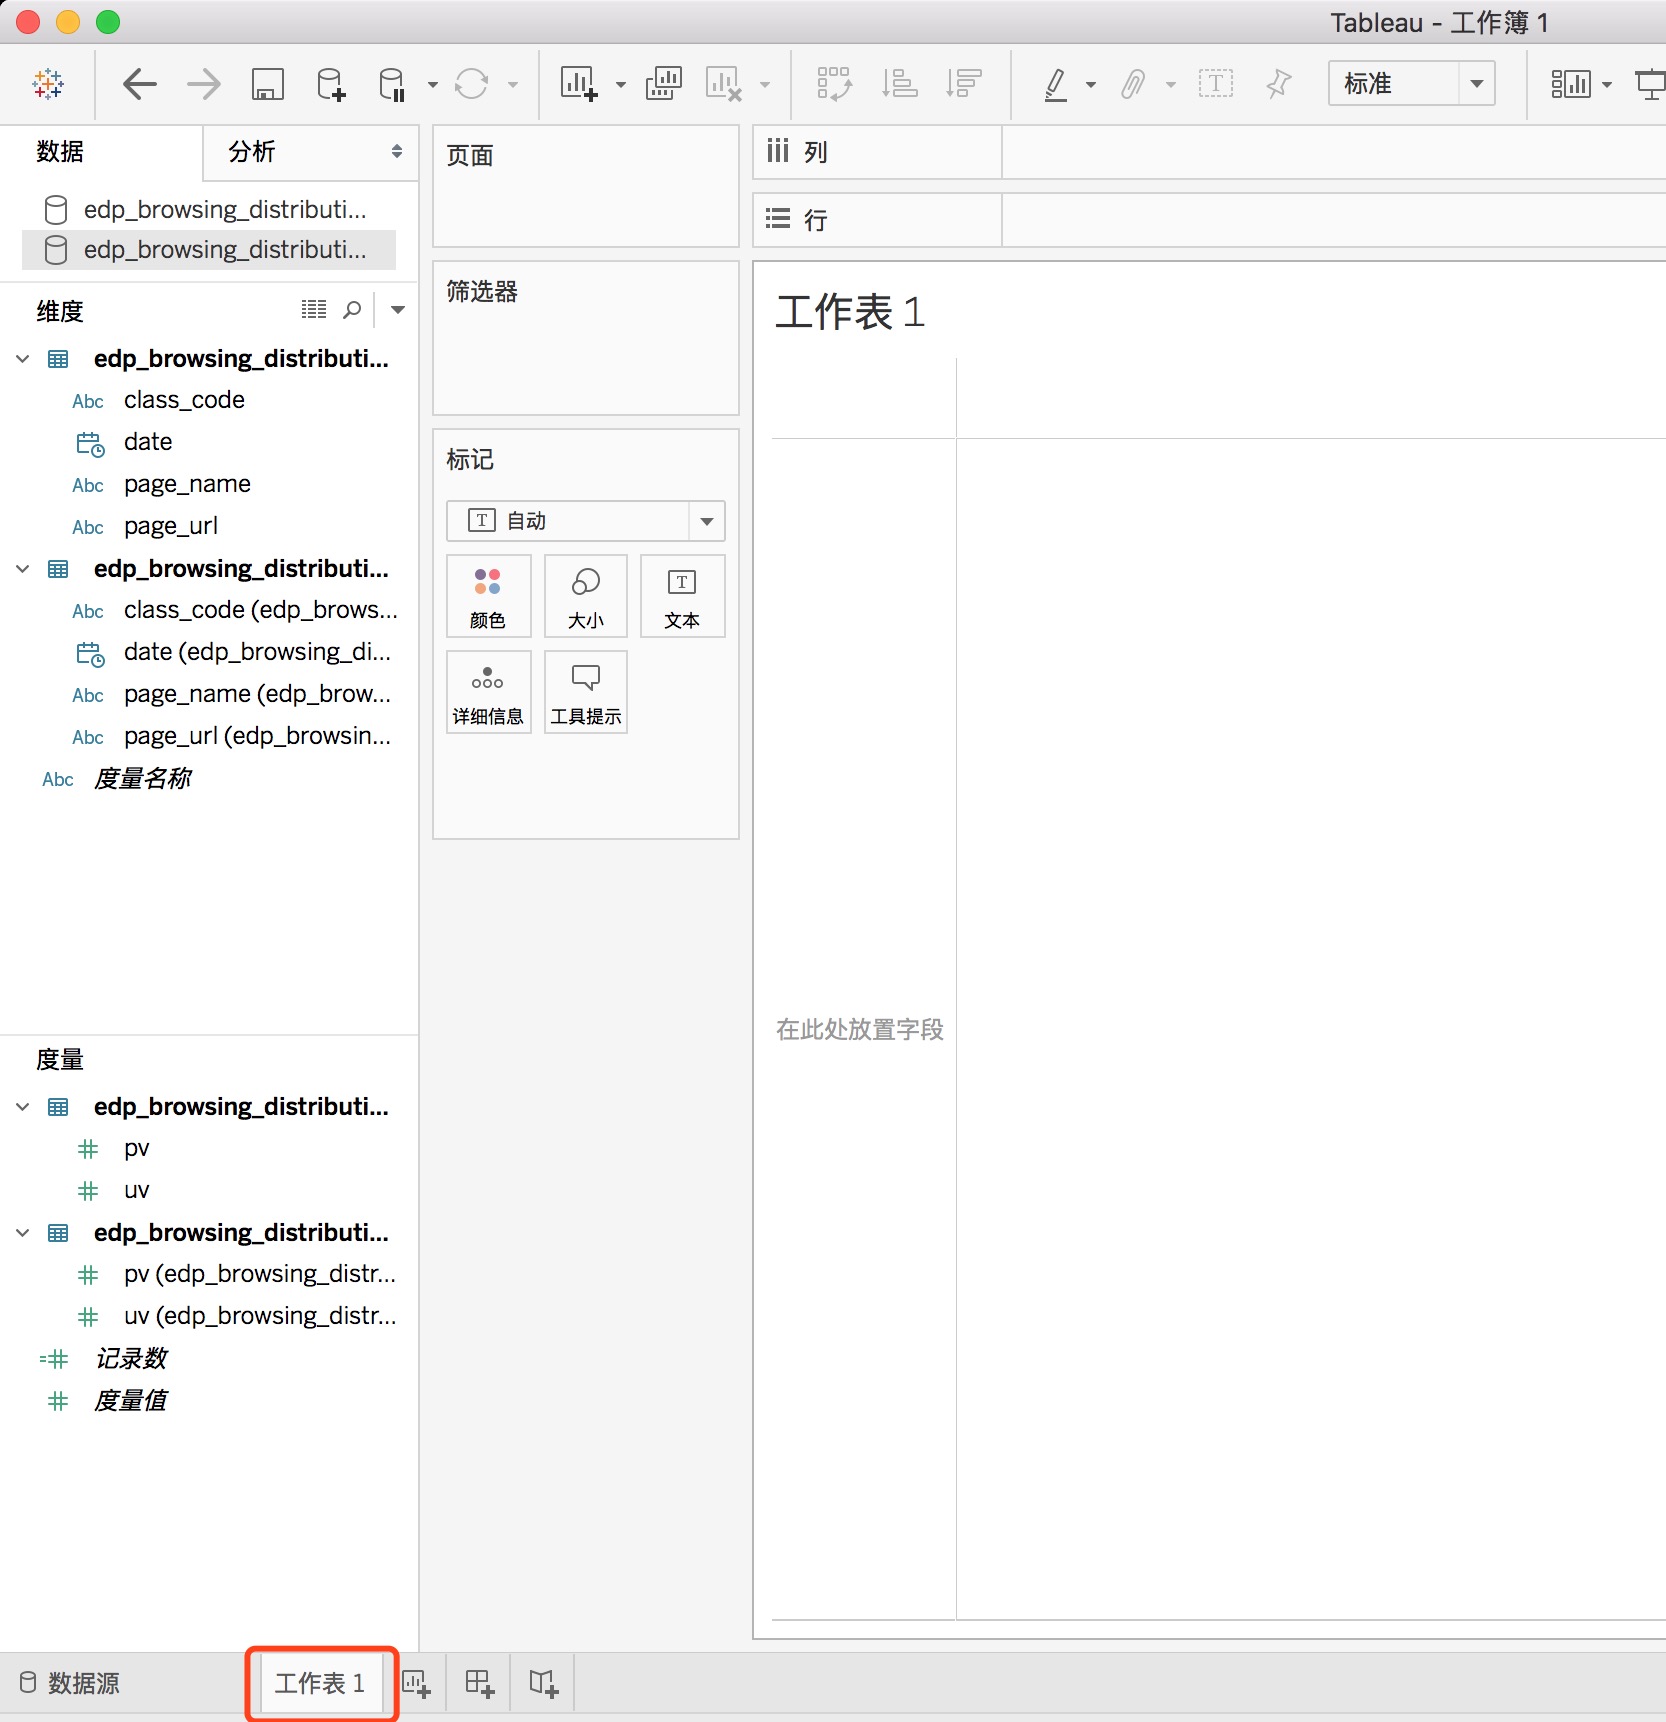 Tableau - 工作簿 1
标准
数据
分析
edp_browsing_distributi...
edp_browsing_distributi...
维度
edp_browsing_distributi...
Abc class_code
date
Abc page_name
Abc page_url
edp_browsing_distributi...
Abc class_code (edp_brows...
date (edp_browsing_di...
Abc page_name (edp_brow...
Abc page_url (edp_browsin...
Abc 度量名称
度量
edp_browsing_distributi...
pv
uv
edp_browsing_distributi...
pv (edp_browsing_distr...
uv (edp_browsing_distr...
记录数
度量值
页面
筛选器
标记
T 自动
颜色
大小
T
文本
详细信息
工具提示
列
行
工作表 1
在此处放置字段
数据源
工作表 1